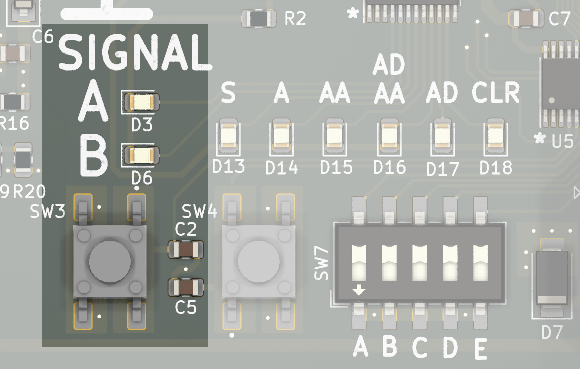 C6
R2
*
C7
SIGNAL
A
D3
B
D6
S
A
AA
AD
AA
AD
CLR
D13
D14
D15
D16
D17
D18
*
U5
R16
9
R20
SW3
SW4
C2
C5
SW7
D7
A
B
C
D
E